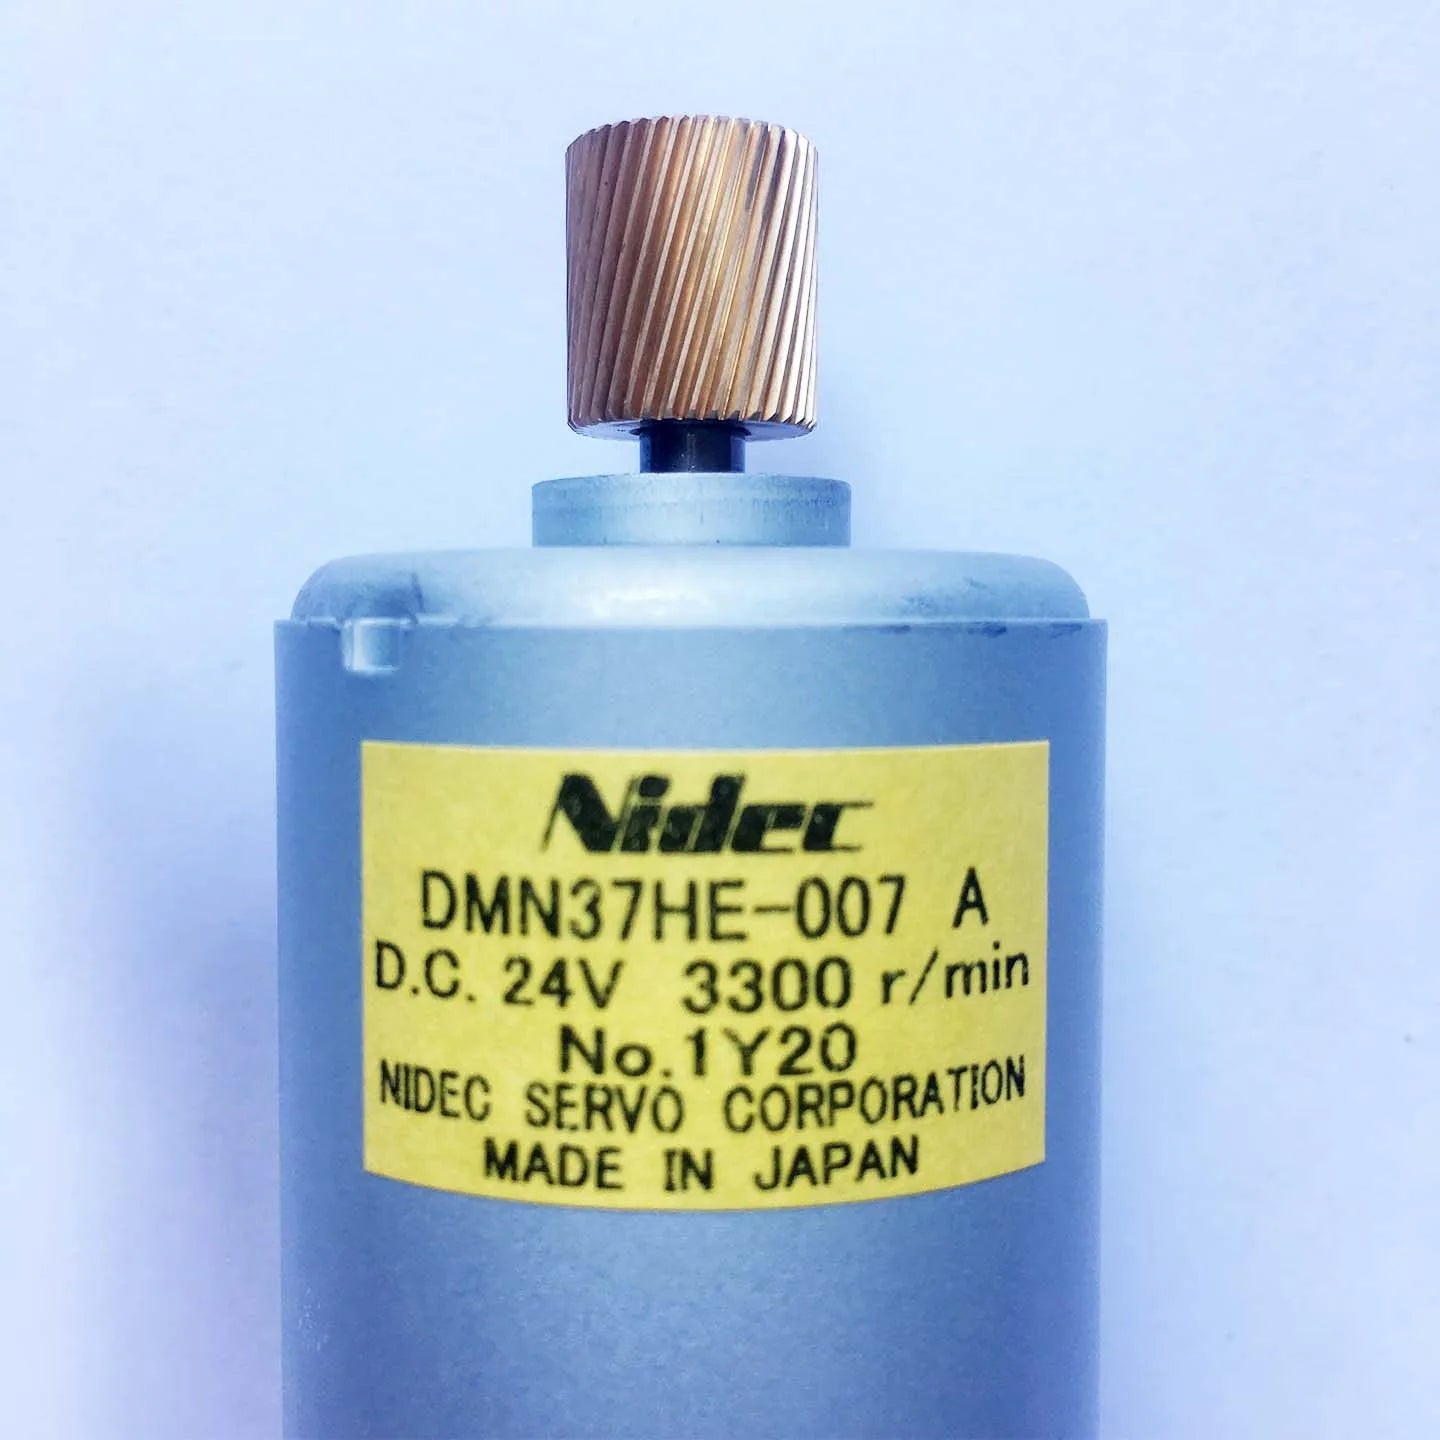 Nidec
DMN37HE-007 A
D.C. 24V 3300 r/min
No.1Y20
NIDEC SERVO CORPORATION
MADE IN JAPAN